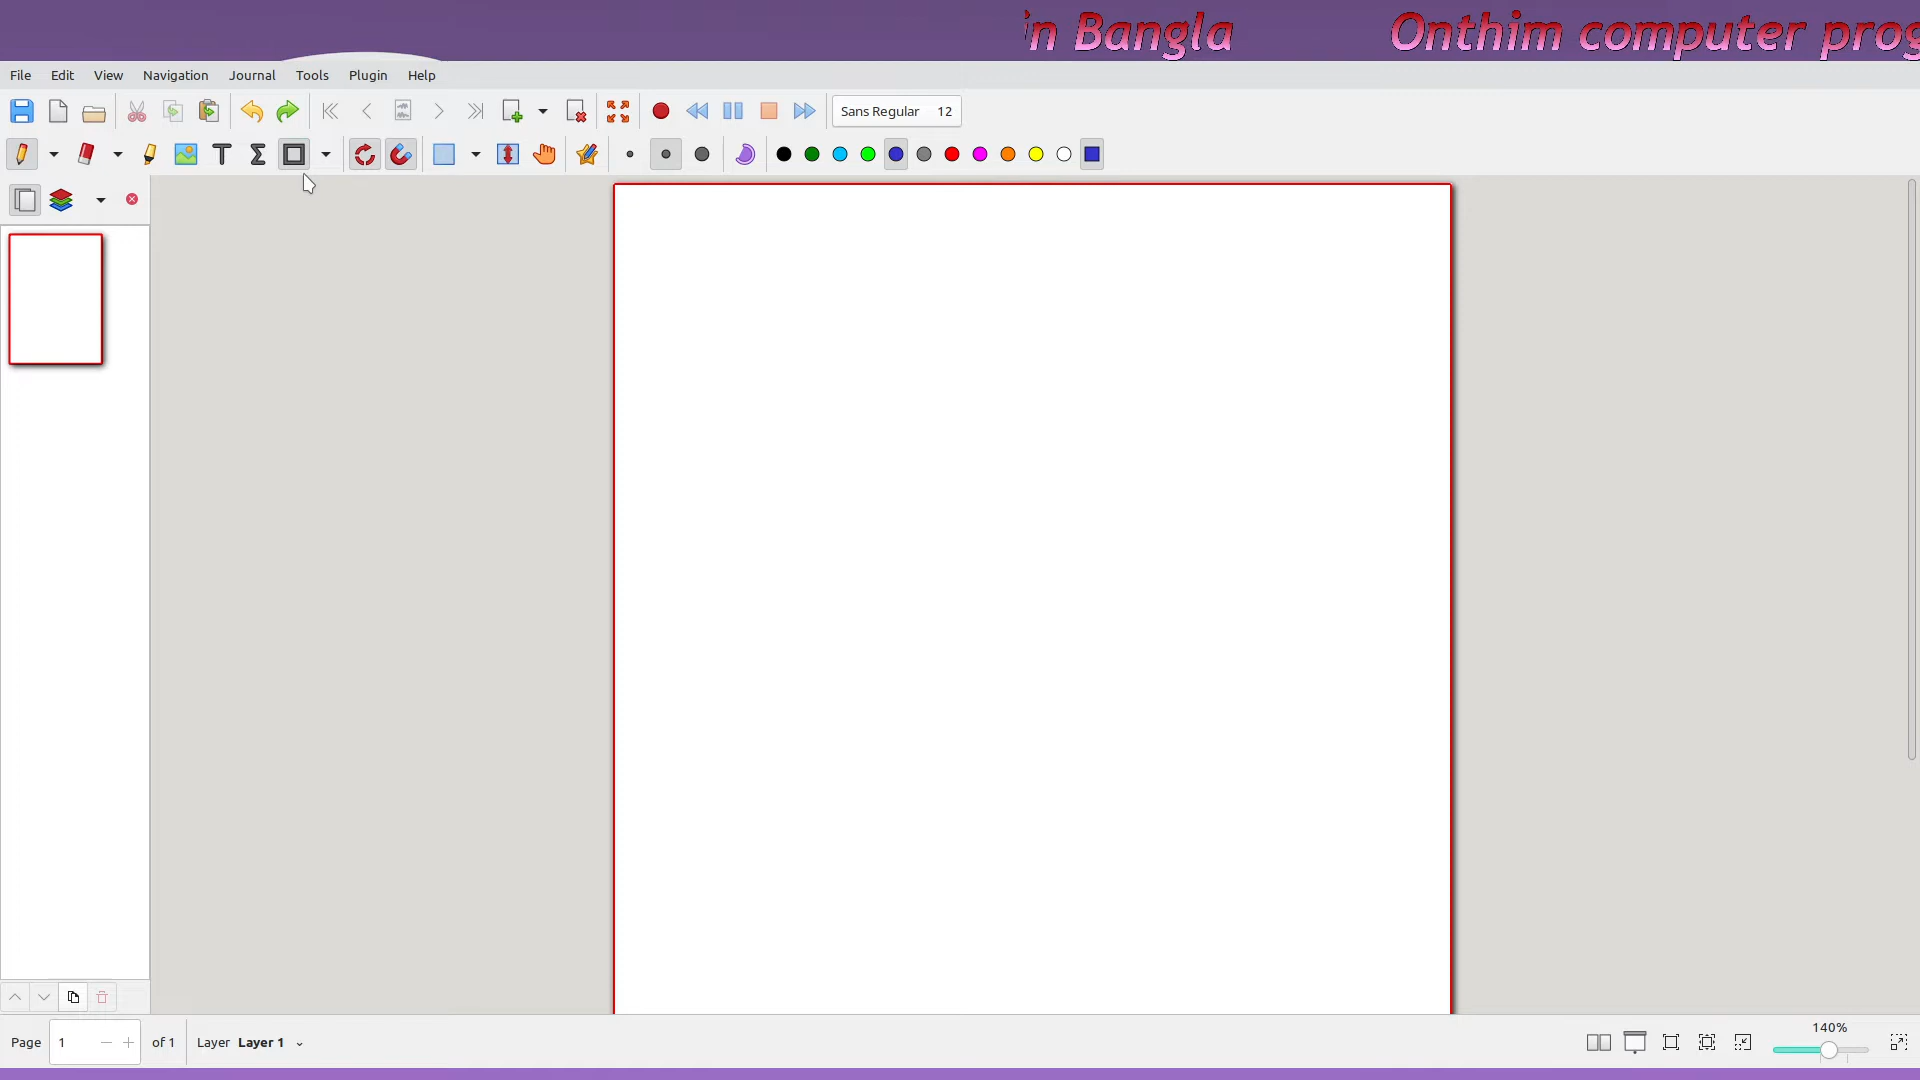 in Bangla Onthim computer prog
File Edit View Navigation Journal Tools Plugin Help
Sans Regular 12
Page 1 of 1 Layer Layer 1
140%